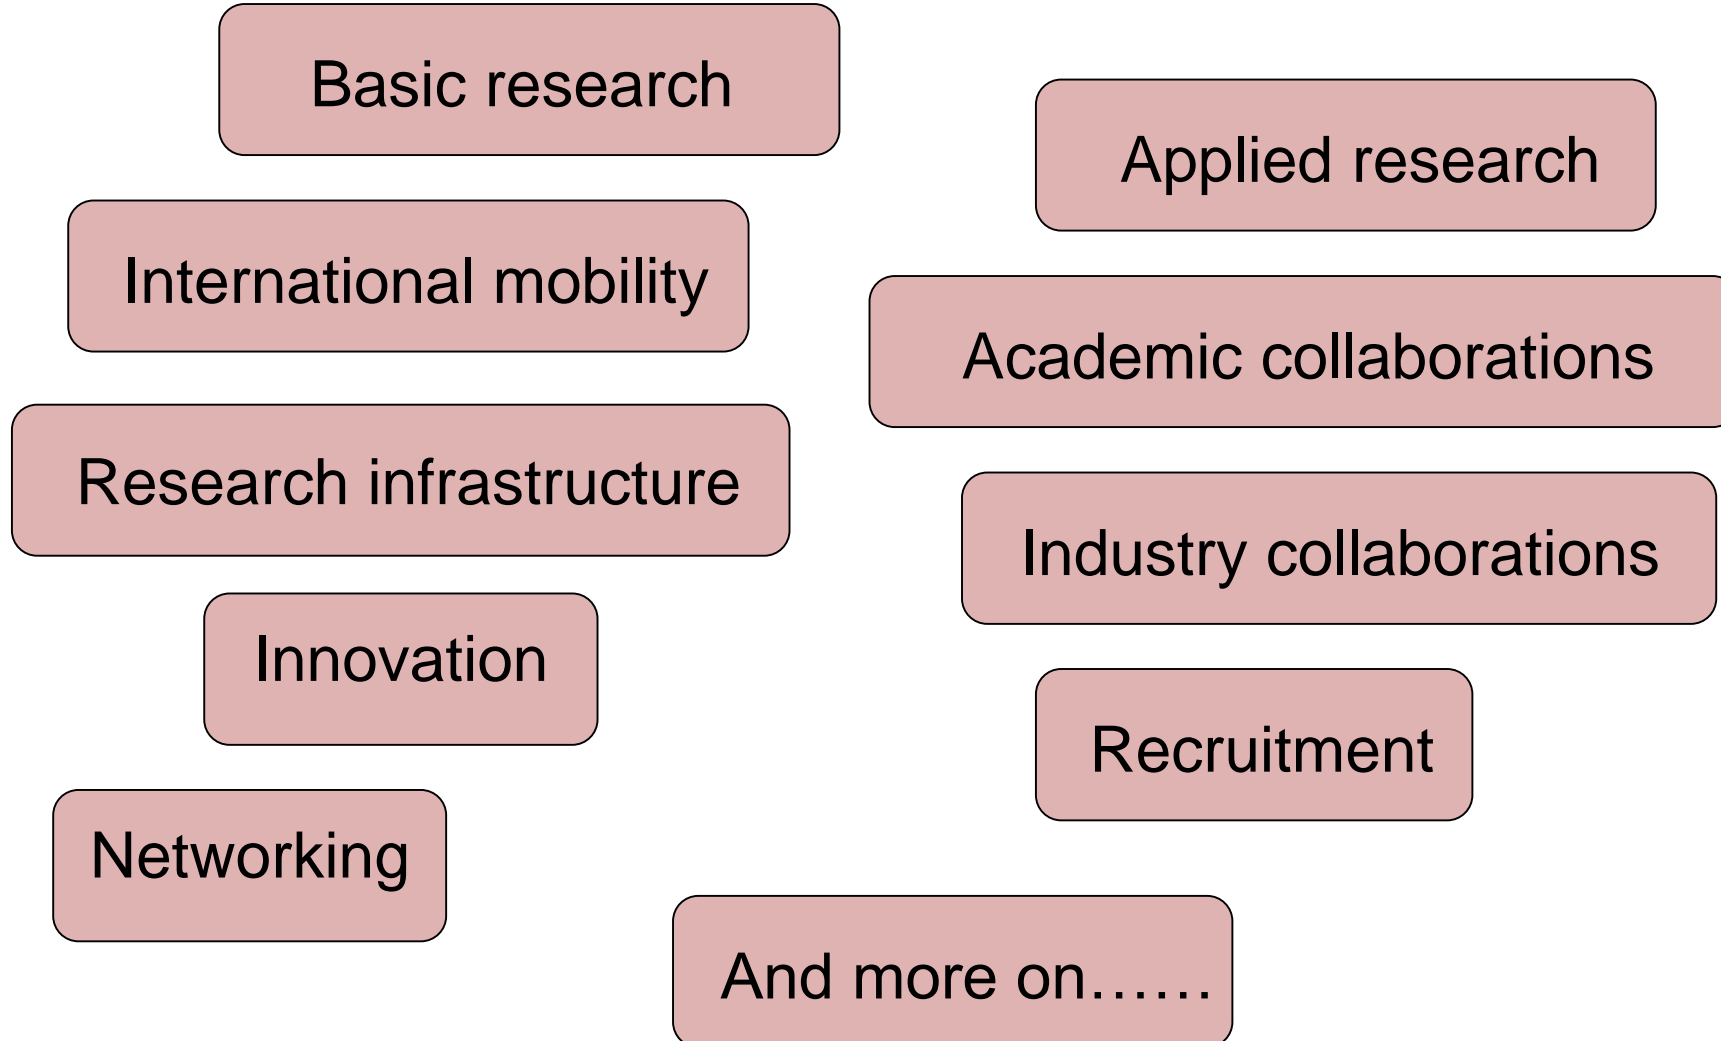 Basic research
Applied research
International mobility
Academic collaborations
Research infrastructure
Industry collaborations
Innovation
Recruitment
Networking
And more on……